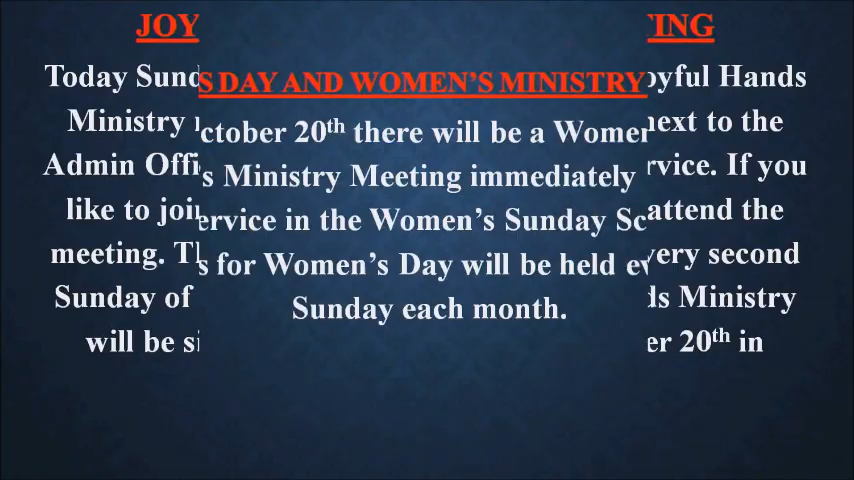 JOY
TING
Today Sund
oyful Hands
Ministry
next to the
Admin Offi
rvice. If you
like to join
attend the
meeting. Th
very second
Sunday of
ds Ministry
will be si
er 20th in
S DAY AND WOMEN'S MINISTRY
ctober 20th there will be a Women
's Ministry Meeting immediately
ervice in the Women's Sunday Sc
s for Women's Day will be held ev
Sunday each month.